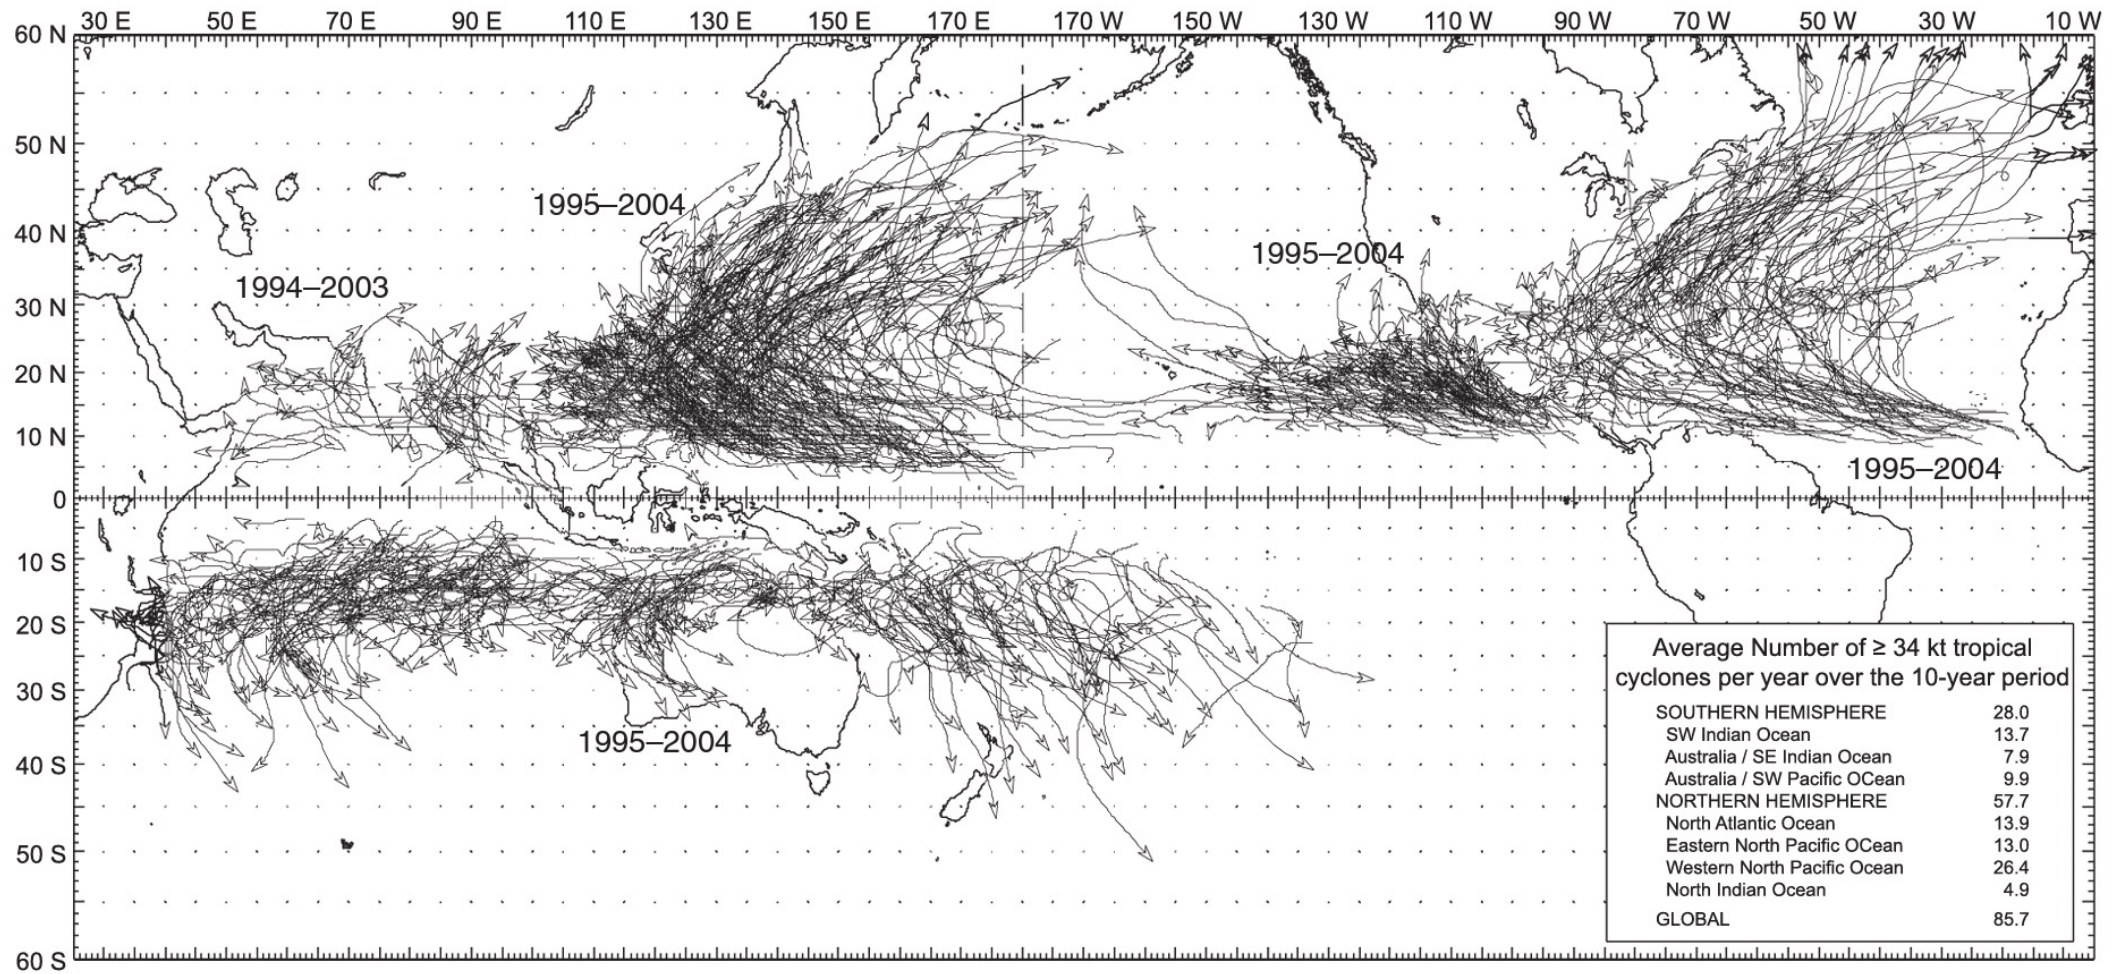 30 E 50 E 70 E 90 E 110 E 130 E 150 E 170 E 170 W 150 W 130 W 110 W 90 W 70 W 50 W 30 W 10 W
60 N
50 N
40 N
30 N
20 N
10 N
0
10 S
20 S
30 S
40 S
50 S
60 S
1995–2004
1994–2003
1995–2004
1995–2004
1995–2004
Average Number of ≥ 34 kt tropical
cyclones per year over the 10-year period
SOUTHERN HEMISPHERE 28.0
SW Indian Ocean 13.7
Australia / SE Indian Ocean 7.9
Australia / SW Pacific OCean 9.9
NORTHERN HEMISPHERE 57.7
North Atlantic Ocean 13.9
Eastern North Pacific OCean 13.0
Western North Pacific Ocean 26.4
North Indian Ocean 4.9
GLOBAL 85.7